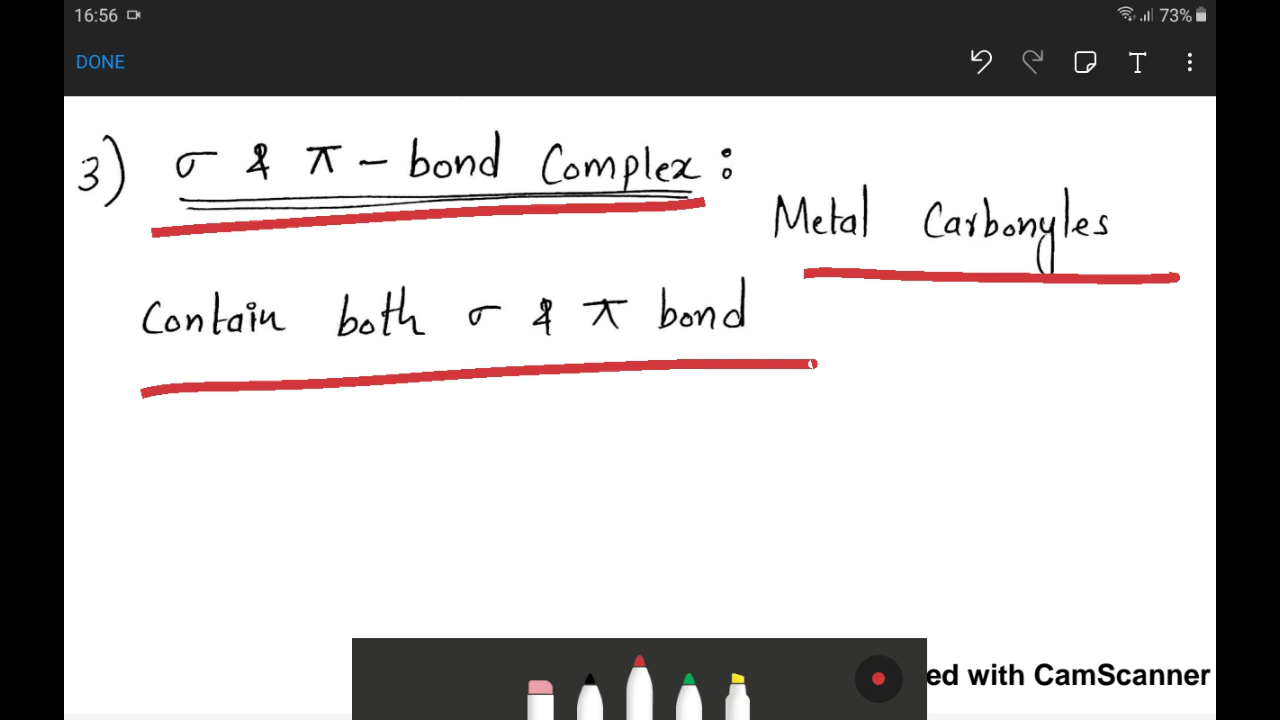 16:56
73%
DONE
T
3) σ & π - bond Complex :
Metal Carbonyles
Contain both σ & π bond
ed with CamScanner